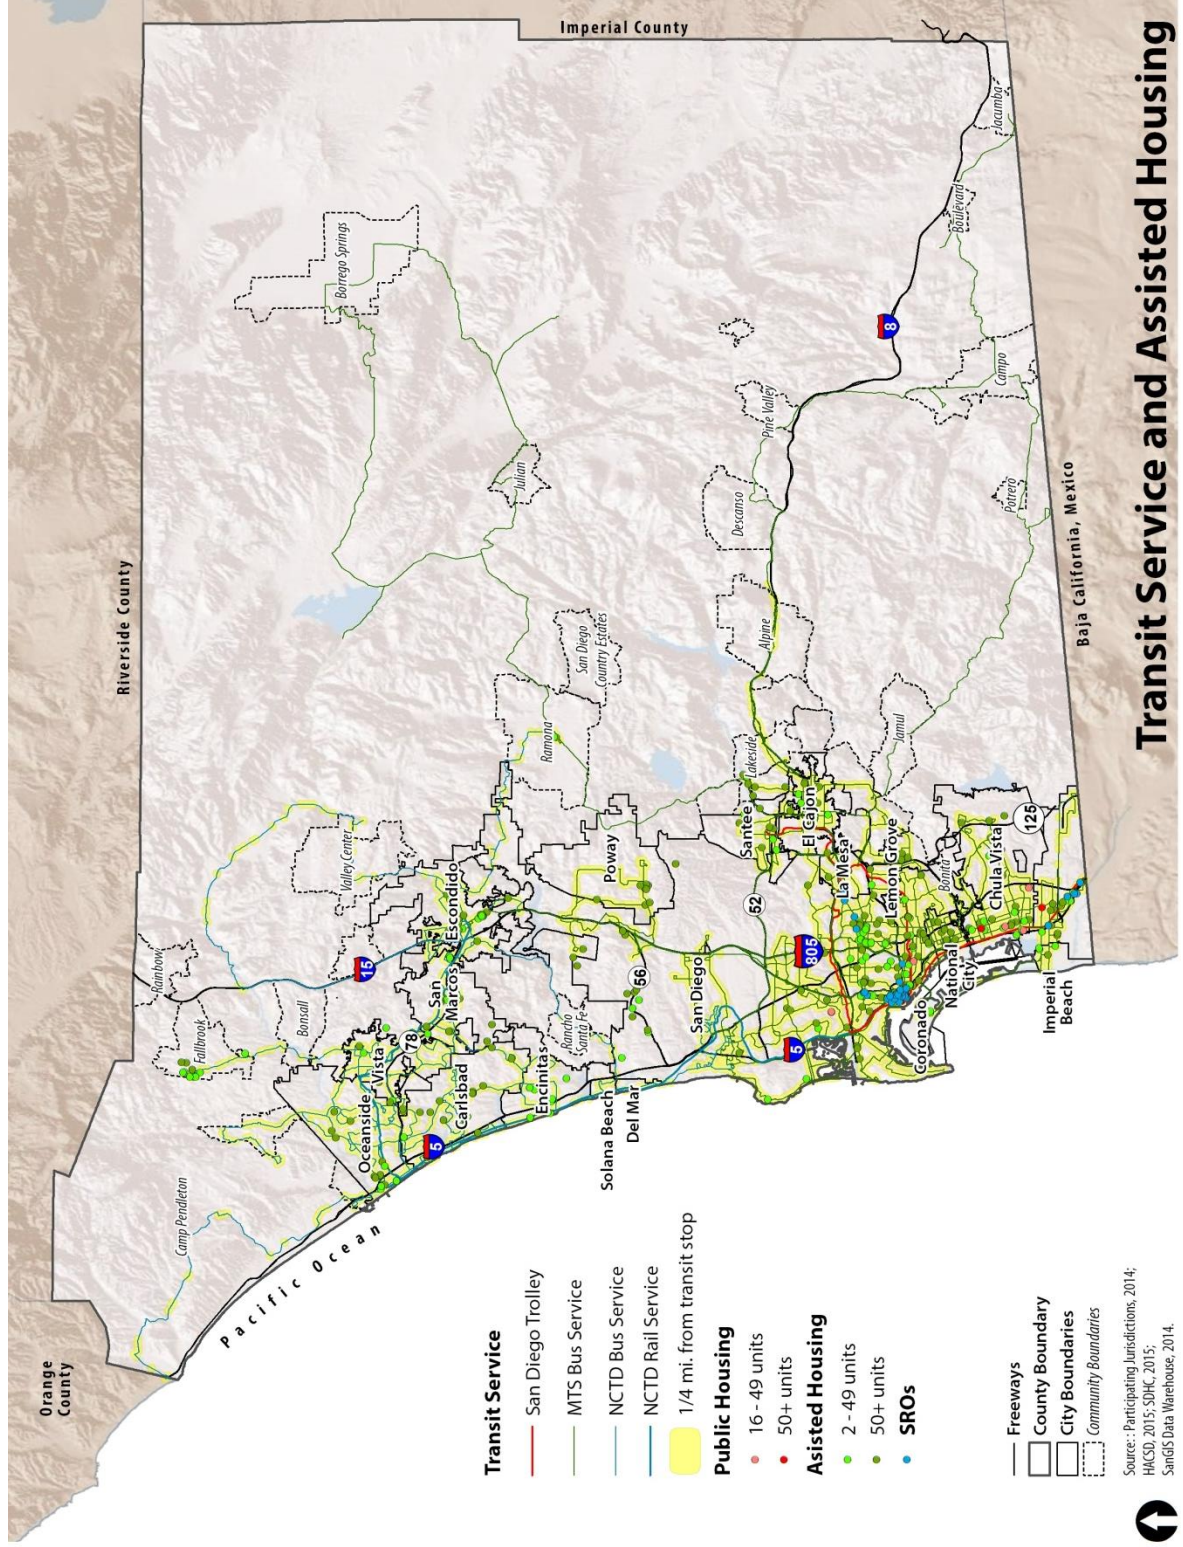 Transit Service and Assisted Housing
Orange
County
Riverside County
Imperial County
Baja California, Mexico
Pacific Ocean
Camp Pendleton
Fallbrook
Rainbow
Bonsall
Valley Center
Borrego Springs
Oceanside
Vista
San
Marcos
Escondido
Carlsbad
Encinitas
Rancho
Santa Fe
Solana Beach
Del Mar
Poway
Ramona
San Diego
Country Estates
Julian
San Diego
Santee
Lakeside
Alpine
Descanso
Pine Valley
El Cajon
La Mesa
Lemon Grove
Jamul
Coronado
National
City
Bonita
Chula Vista
Imperial
Beach
Potrero
Campo
Boulevard
Jacumba
5
78
15
56
52
805
5
8
125
Transit Service
San Diego Trolley
MTS Bus Service
NCTD Bus Service
NCTD Rail Service
1/4 mi. from transit stop
Public Housing
16 - 49 units
50+ units
Asisted Housing
2 - 49 units
50+ units
SROs
Freeways
County Boundary
City Boundaries
Community Boundaries
Source: : Participating Jurisdictions, 2014;
HACSD, 2015; SDHC, 2015;
SanGIS Data Warehouse, 2014.